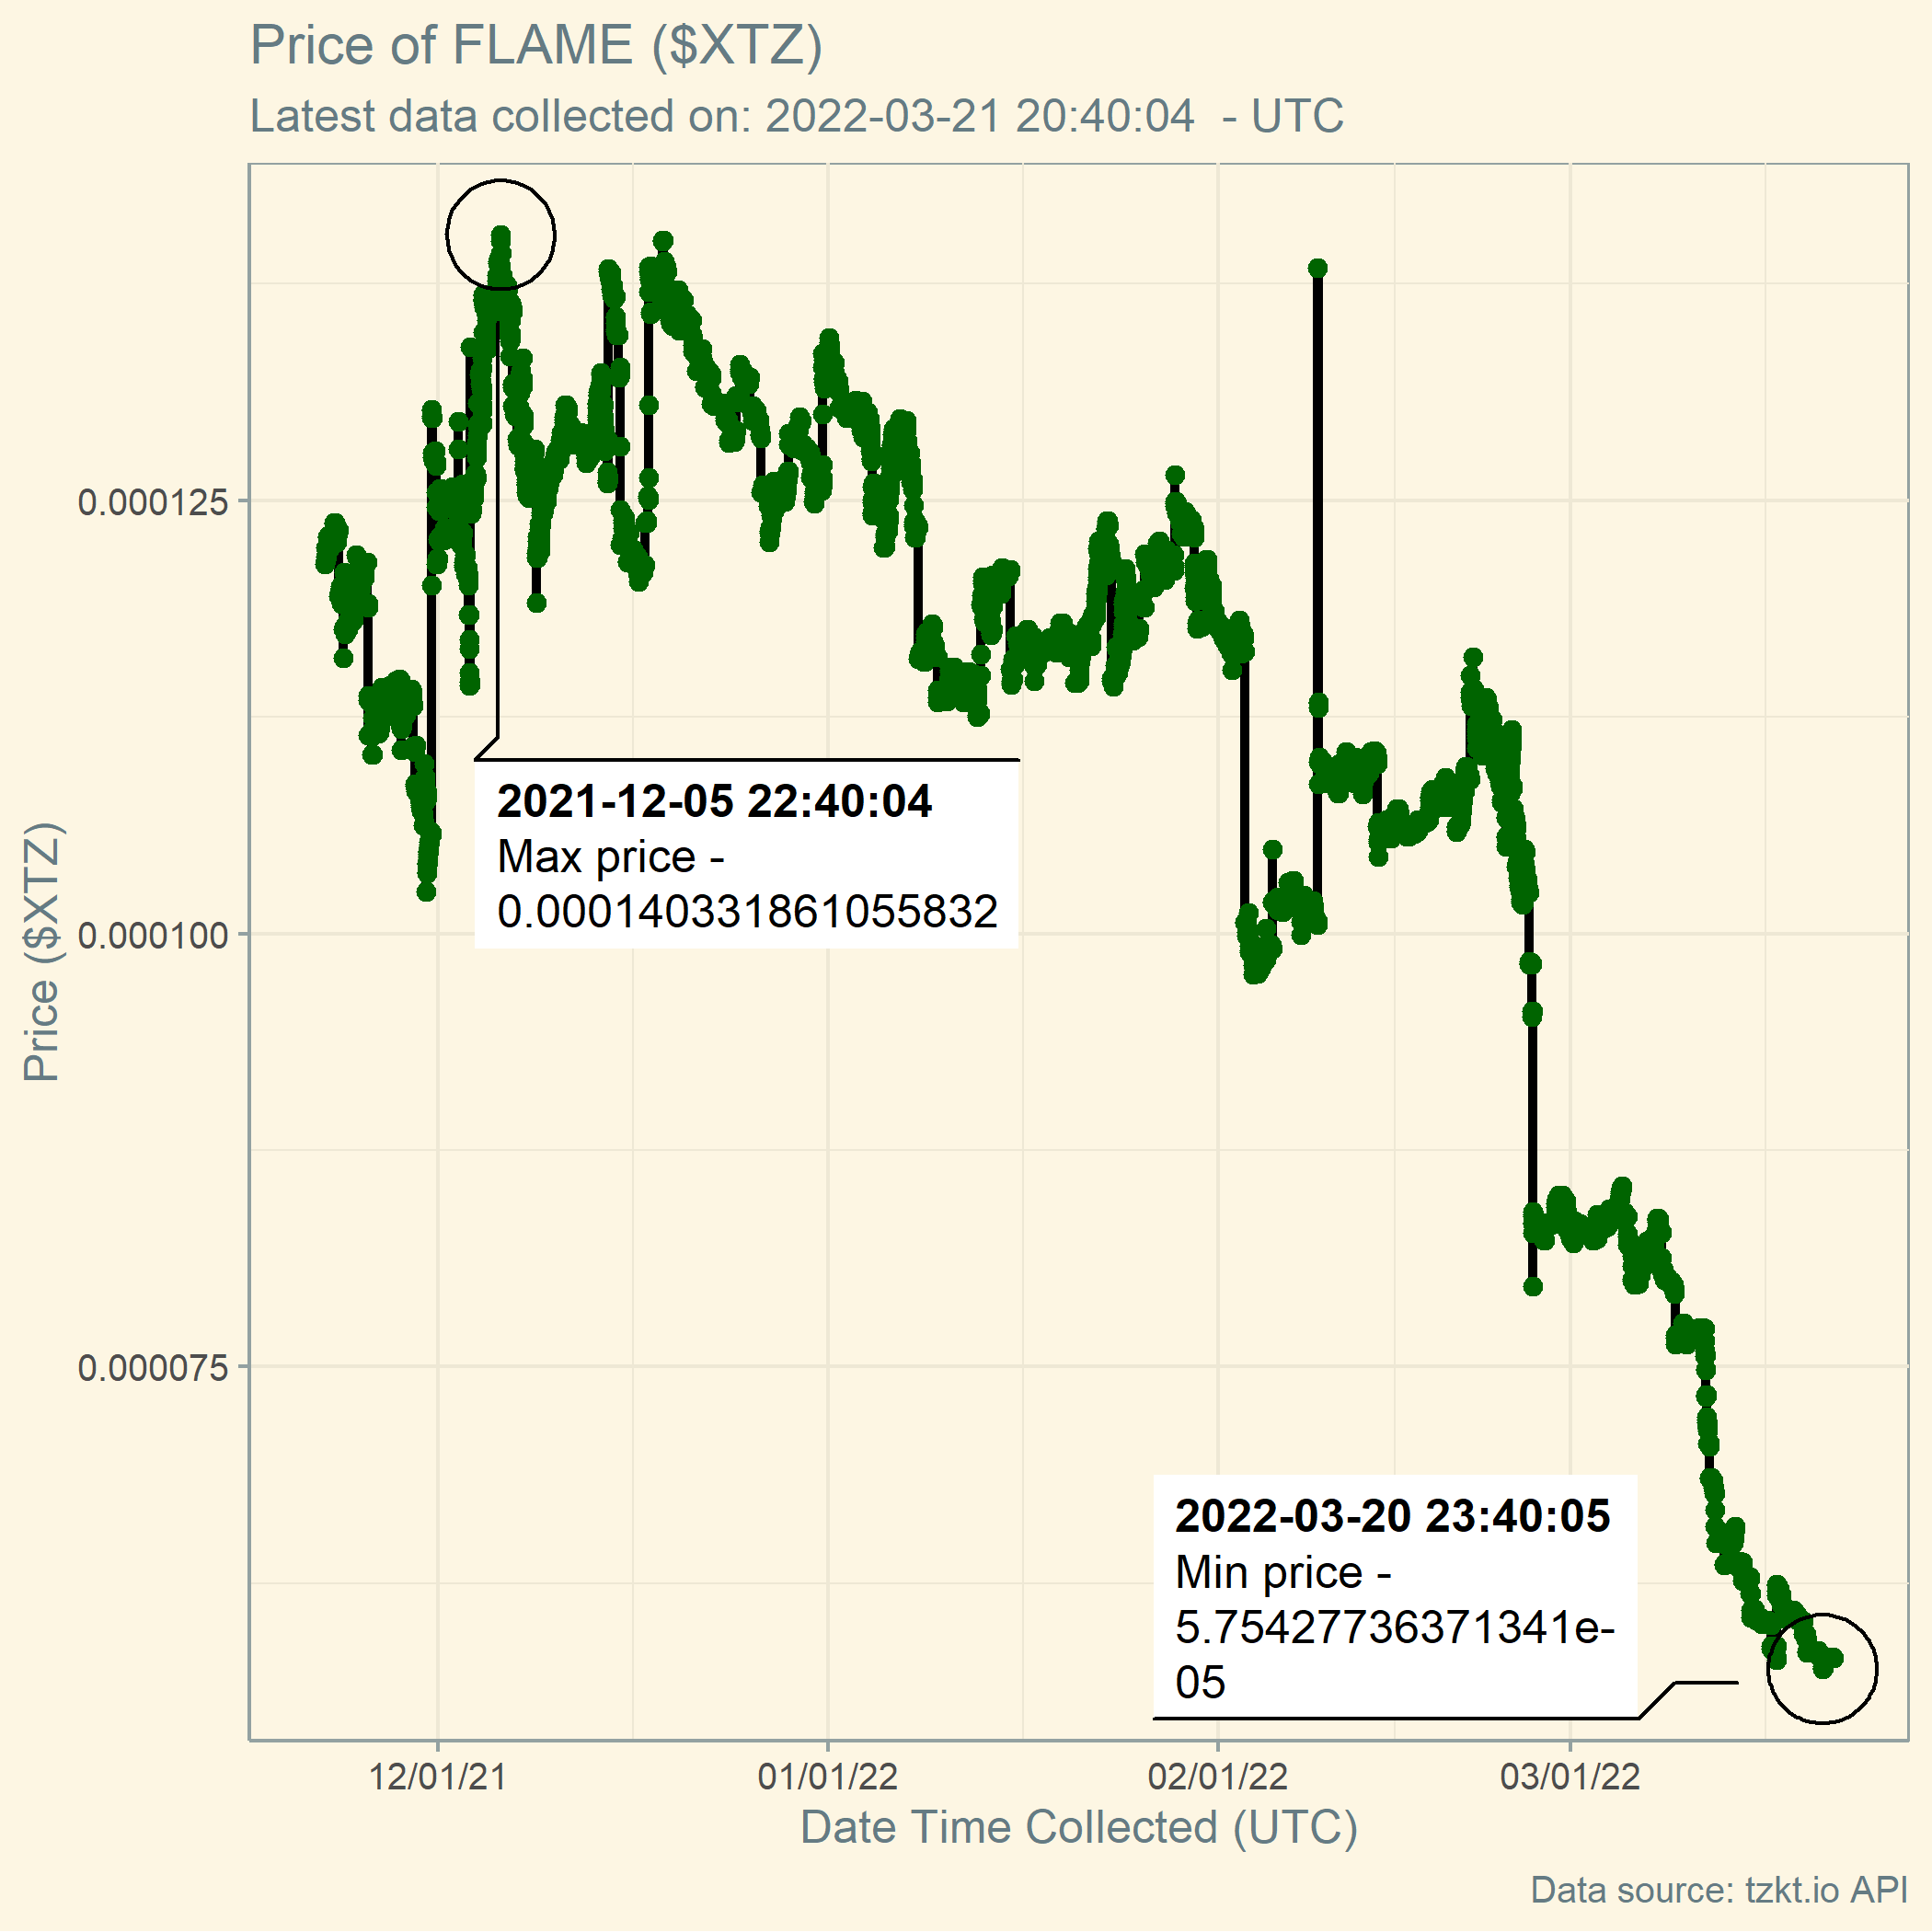 Price of FLAME ($XTZ)
Latest data collected on: 2022-03-21 20:40:04  - UTC
Price ($XTZ)
0.000125
0.000100
0.000075
2021-12-05 22:40:04
Max price -
0.000140331861055832
2022-03-20 23:40:05
Min price -
5.75427736371341e-
05
12/01/21
01/01/22
02/01/22
03/01/22
Date Time Collected (UTC)
Data source: tzkt.io API